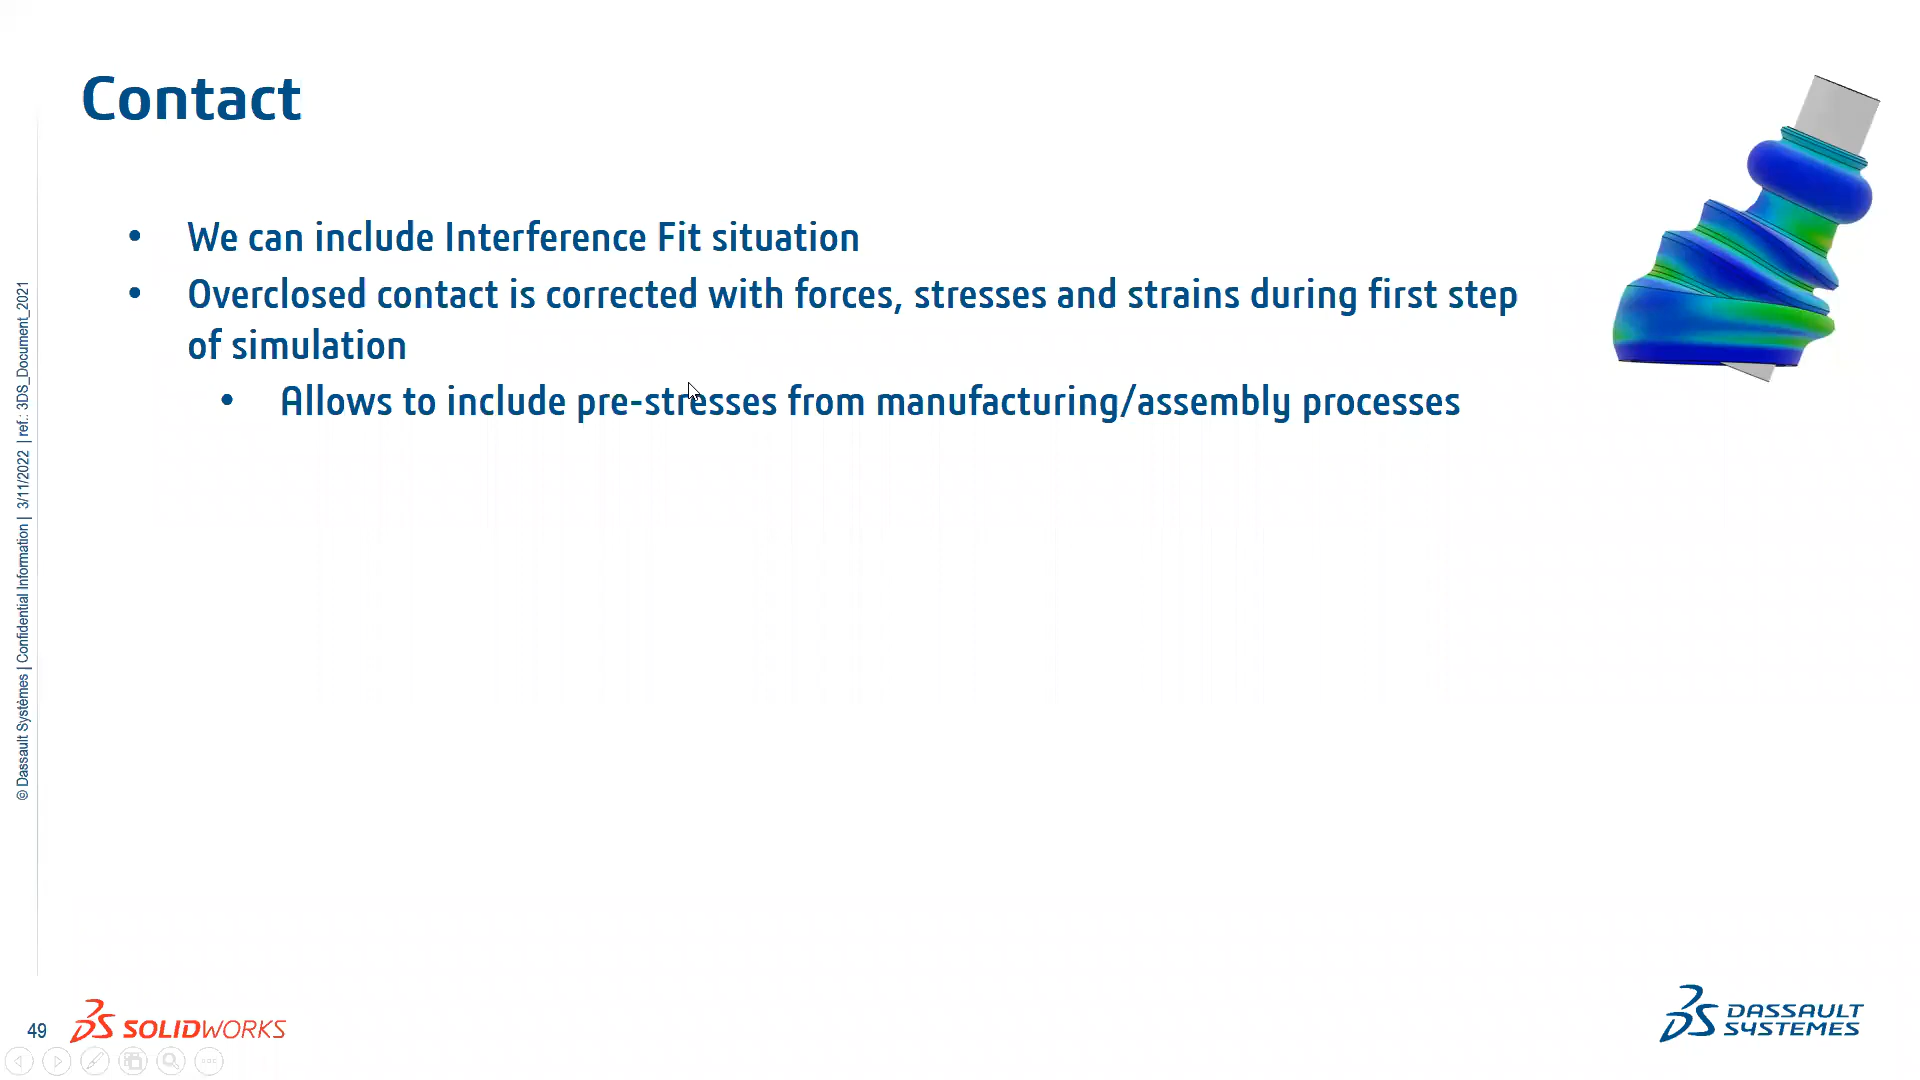 Contact
• We can include Interference Fit situation
• Overclosed contact is corrected with forces, stresses and strains during first step
of simulation
• Allows to include pre-stresses from manufacturing/assembly processes
© Dassault Systèmes | Confidential Information | 3/11/2022 | ref.: 3DS_Document_2021
49
SOLIDWORKS
DASSAULT
SYSTEMES